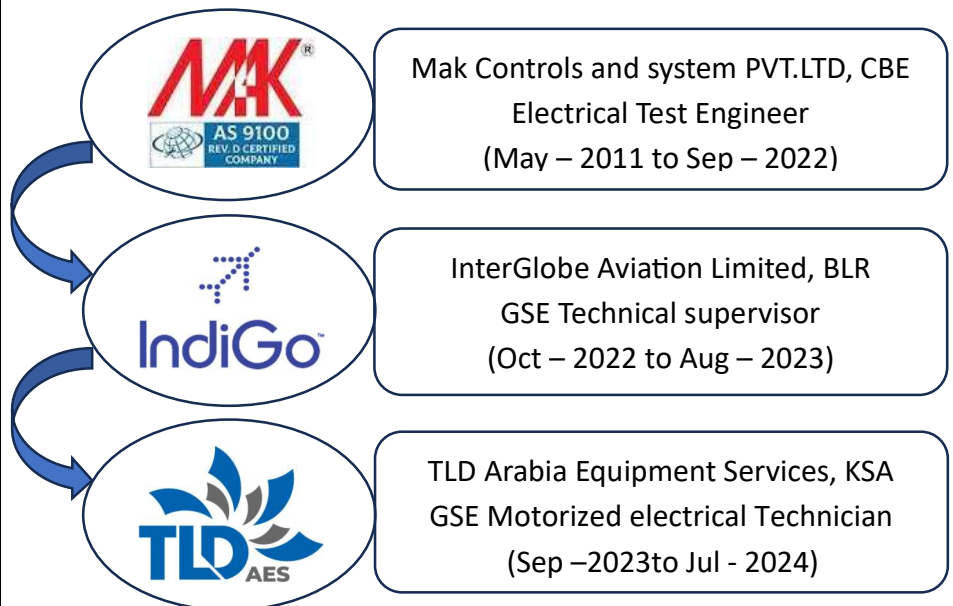 MAK®
AS 9100
REV. D CERTIFIED
COMPANY
Mak Controls and system PVT.LTD, CBE
Electrical Test Engineer
(May – 2011 to Sep – 2022)
IndiGo™
InterGlobe Aviation Limited, BLR
GSE Technical supervisor
(Oct – 2022 to Aug – 2023)
TLD
AES
TLD Arabia Equipment Services, KSA
GSE Motorized electrical Technician
(Sep –2023to Jul - 2024)